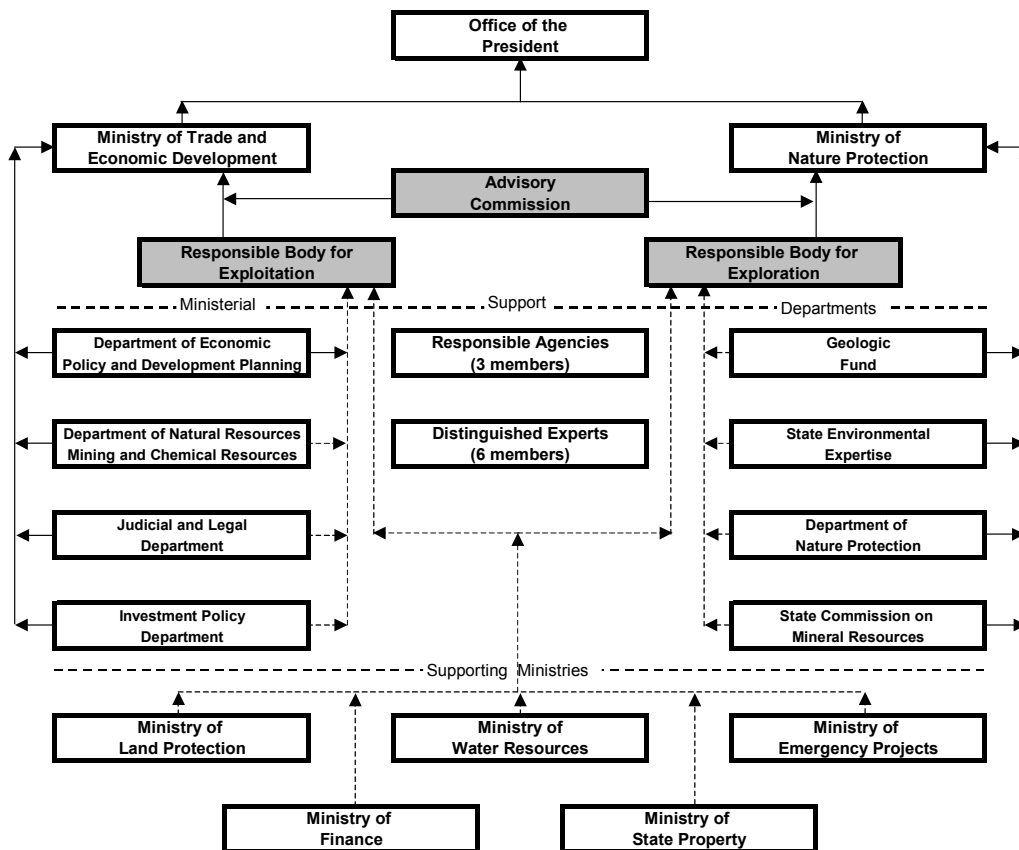 Office of the
President
Ministry of Trade and
Economic Development
Ministry of
Nature Protection
Advisory
Commission
Responsible Body for
Exploitation
Responsible Body for
Exploration
Ministerial
Support
Departments
Department of Economic
Policy and Development Planning
Responsible Agencies
(3 members)
Geologic
Fund
Department of Natural Resources
Mining and Chemical Resources
Distinguished Experts
(6 members)
State Environmental
Expertise
Judicial and Legal
Department
Department of
Nature Protection
Investment Policy
Department
State Commission on
Mineral Resources
Supporting Ministries
Ministry of
Land Protection
Ministry of
Water Resources
Ministry of
Emergency Projects
Ministry of
Finance
Ministry of
State Property